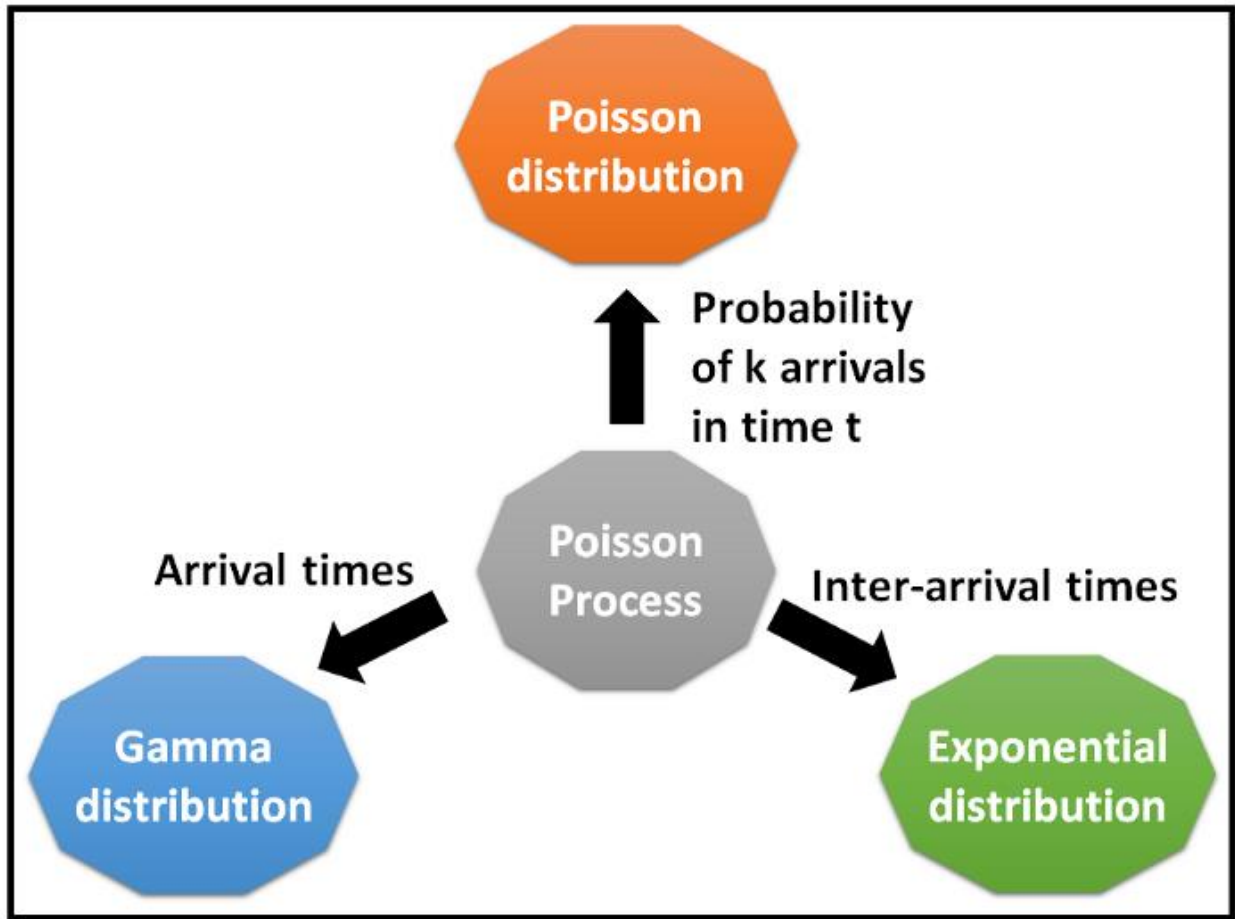 Poisson
distribution
Probability
of k arrivals
in time t
Poisson
Process
Arrival times
Inter-arrival times
Gamma
distribution
Exponential
distribution